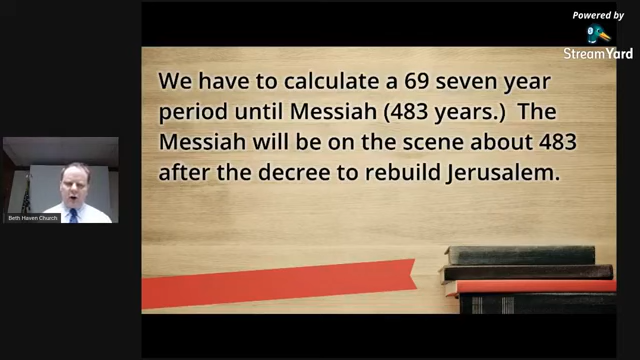 Powered by
StreamYard
We have to calculate a 69 seven year
period until Messiah (483 years.) The
Messiah will be on the scene about 483
after the decree to rebuild Jerusalem.
Beth Haven Church